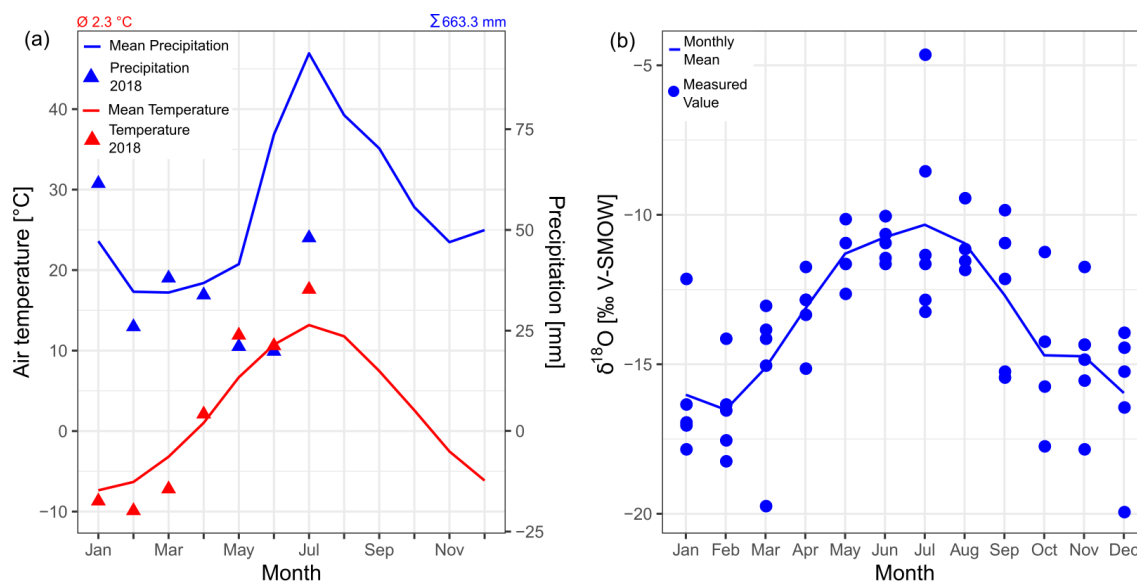 Ø 2.3 °C
Σ 663.3 mm
(a)
Mean Precipitation
Precipitation
2018
Mean Temperature
Temperature
2018
Air temperature [°C]
40
30
20
10
0
−10
Precipitation [mm]
75
50
25
0
−25
Jan Mar May Jul Sep Nov
Month
(b)
Monthly
Mean
Measured
Value
δ¹⁸O [‰ V-SMOW]
−5
−10
−15
−20
Jan Feb Mar Apr May Jun Jul Aug Sep Oct Nov Dec
Month